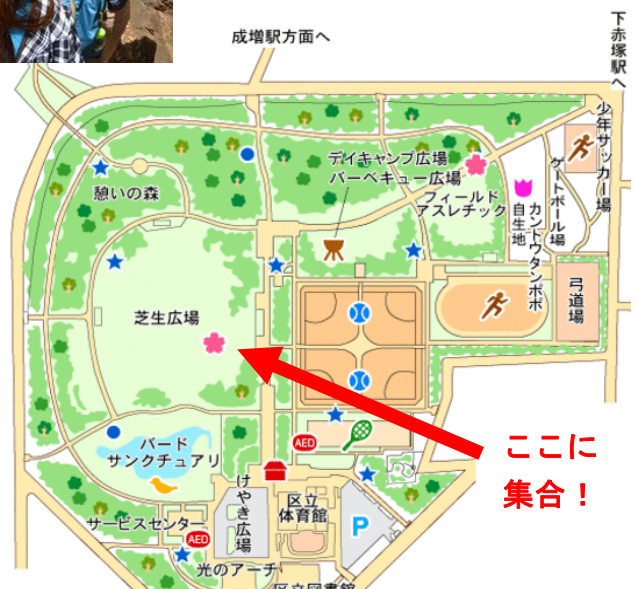 成増駅方面へ
下赤塚駅へ
少年サッカー場
デイキャンプ広場
バーベキュー広場
ゲートボール場
憩いの森
フィールド
アスレチック
カントウタンポポ
自生地
弓道場
芝生広場
ここに
集合！
バード
サンクチュアリ
AED
けやき広場
区立
体育館
P
サービスセンター
AED
光のアーチ
区立図書館